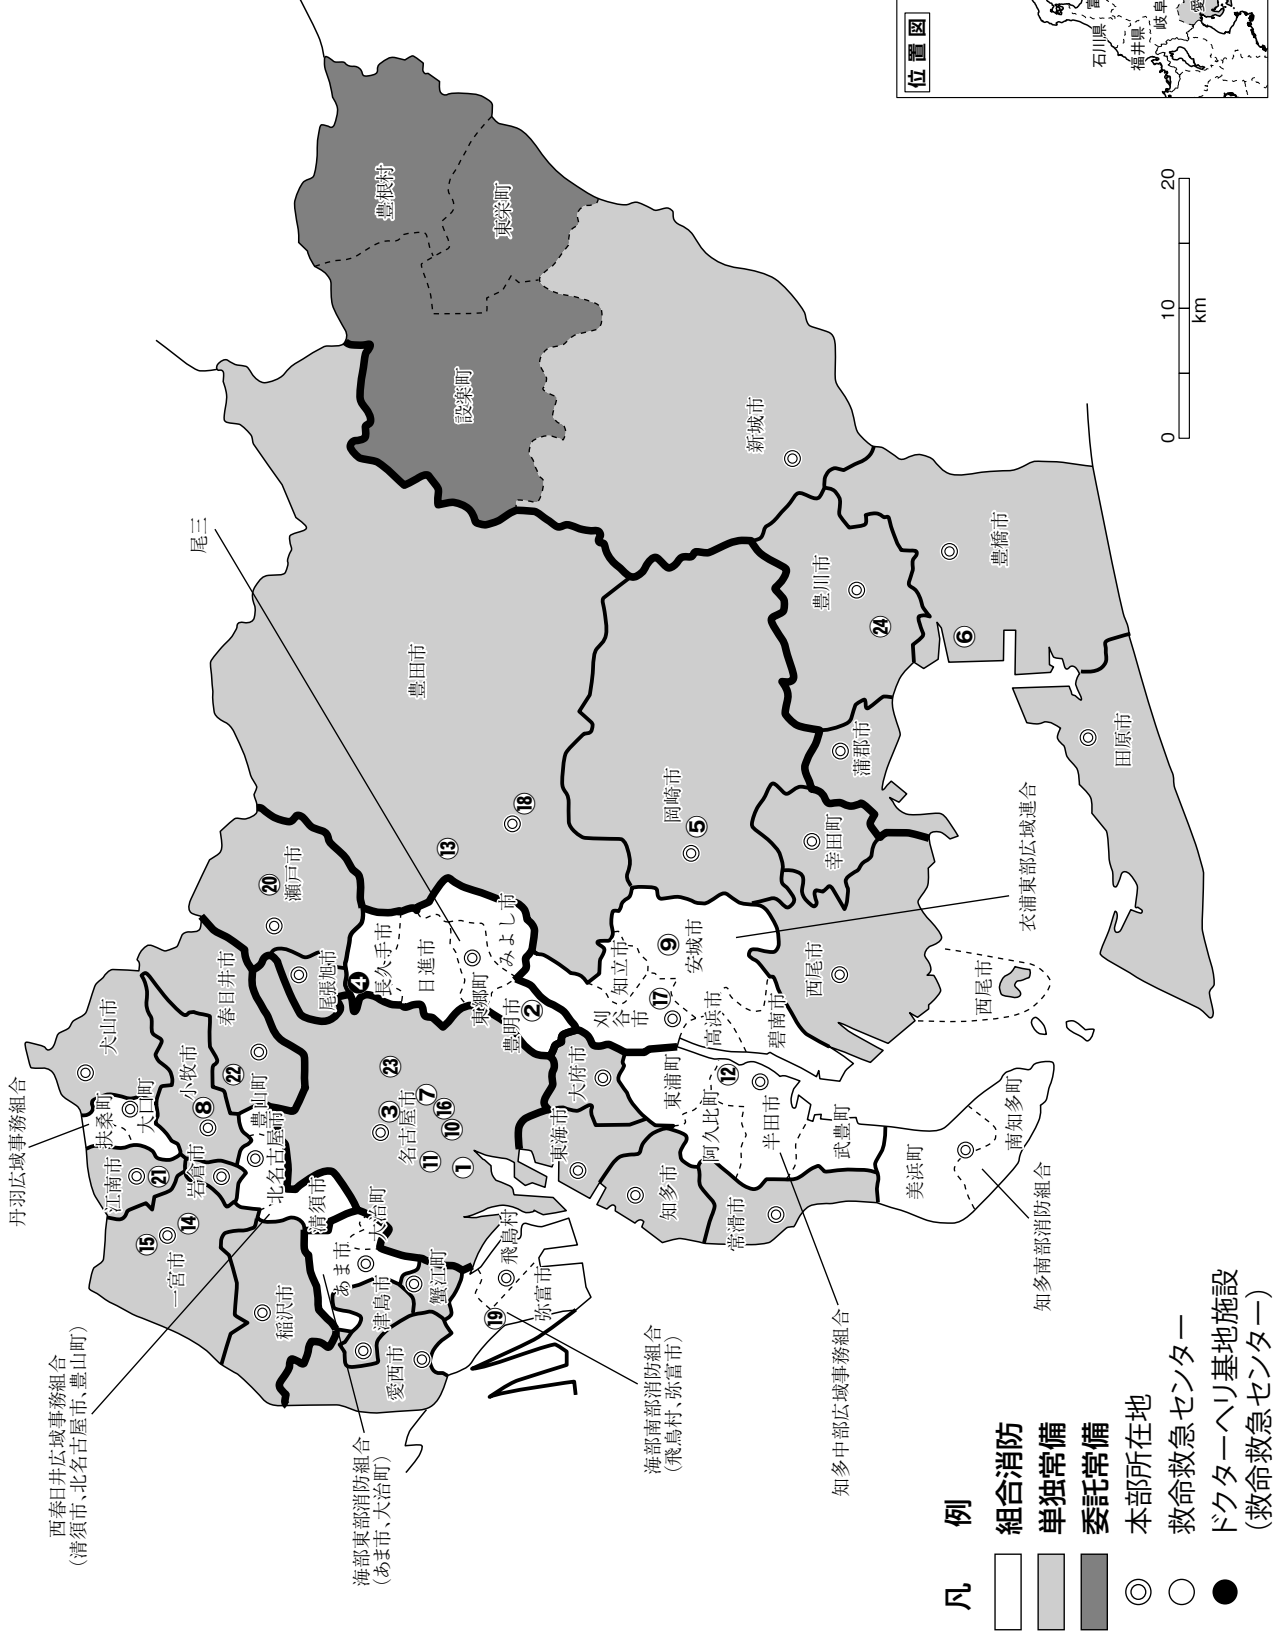 丹羽広域事務組合
西春日井広域事務組合
(清須市、北名古屋市、豊山町)
海部東部消防組合
(あま市、大治町)
海部南部消防組合
(飛島村、弥富市)
知多中部広域事務組合
知多南部消防組合
衣浦東部広域連合
尾三
犬山市
扶桑町
大口町
江南市
21
小牧市
8
岩倉市
春日井市
22
豊山町
北名古屋市
清須市
15
14
一宮市
稲沢市
あま市
大治町
津島市
愛西市
蟹江町
飛島村
19
弥富市
瀬戸市
20
尾張旭市
4
長久手市
日進市
東郷町
みよし市
豊明市
2
名古屋市
23
3
7
16
10
11
1
豊田市
13
18
岡崎市
5
幸田町
安城市
9
知立市
刈谷市
17
高浜市
碧南市
西尾市
西尾市
大府市
東海市
知多市
東浦町
阿久比町
12
半田市
武豊町
常滑市
美浜町
南知多町
豊根村
東栄町
設楽町
新城市
豊川市
24
豊橋市
6
蒲郡市
田原市
0
10
20
km
凡 例
組合消防
単独常備
委託常備
本部所在地
救命救急センター
ドクターヘリ基地施設
(救命救急センター)
位置図
石川県
福井県
岐阜
富
愛